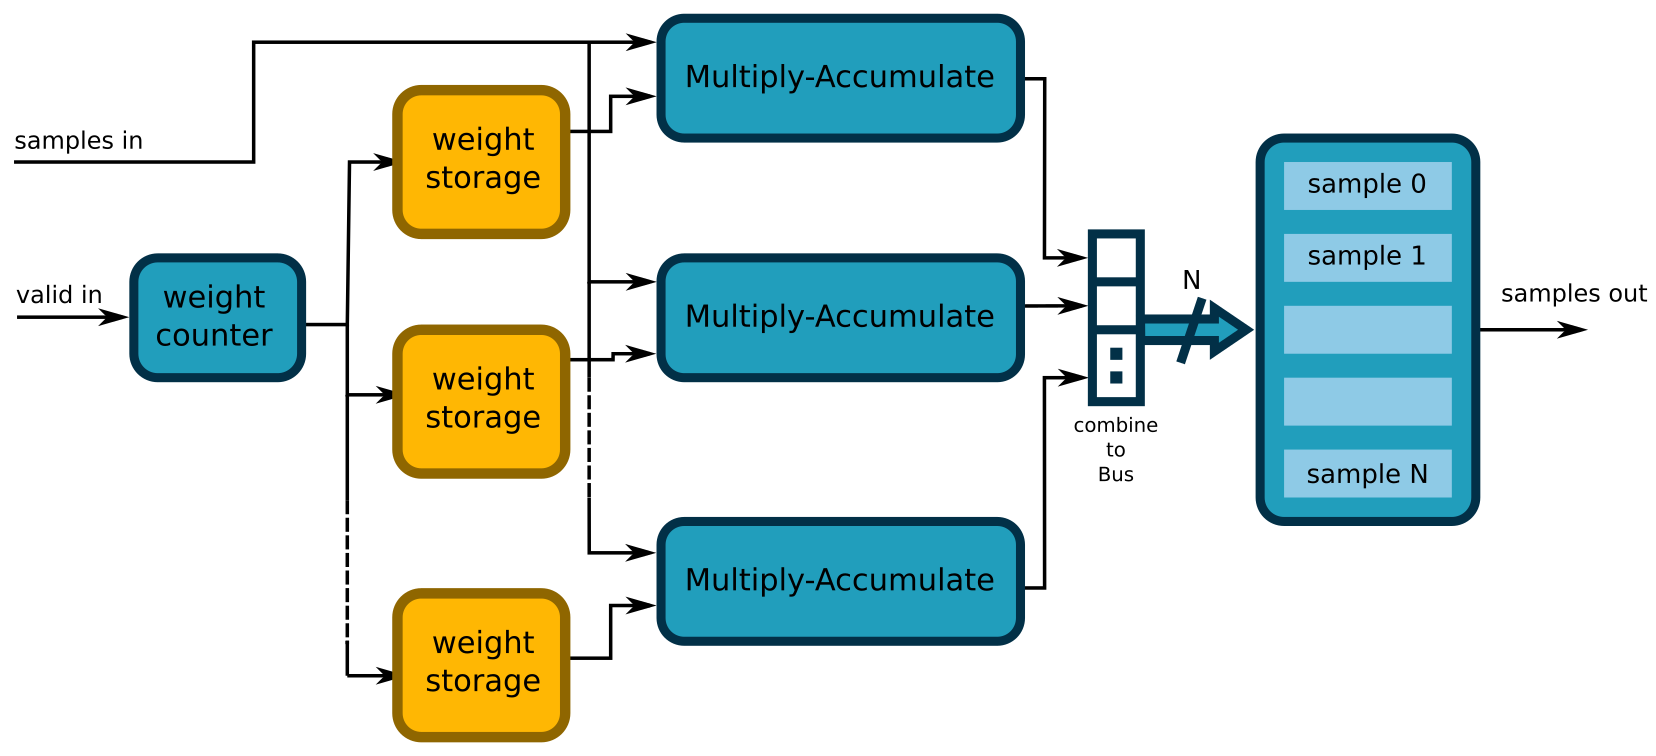 samples in
valid in
weight
counter
weight
storage
weight
storage
weight
storage
Multiply-Accumulate
Multiply-Accumulate
Multiply-Accumulate
combine
to
Bus
N
sample 0
sample 1
sample N
samples out